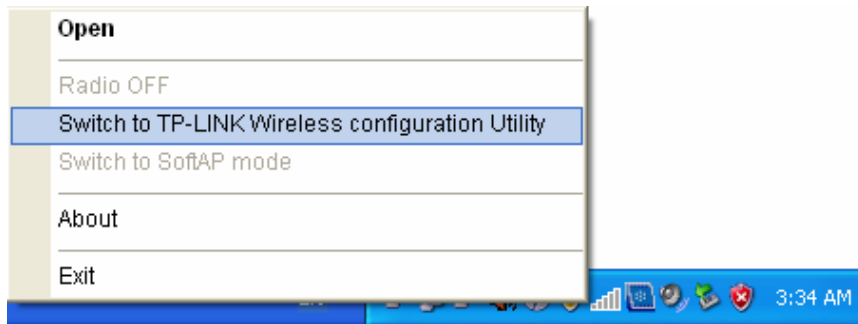 Open
Radio OFF
Switch to TP-LINK Wireless configuration Utility
Switch to SoftAP mode
About
Exit
3:34 AM